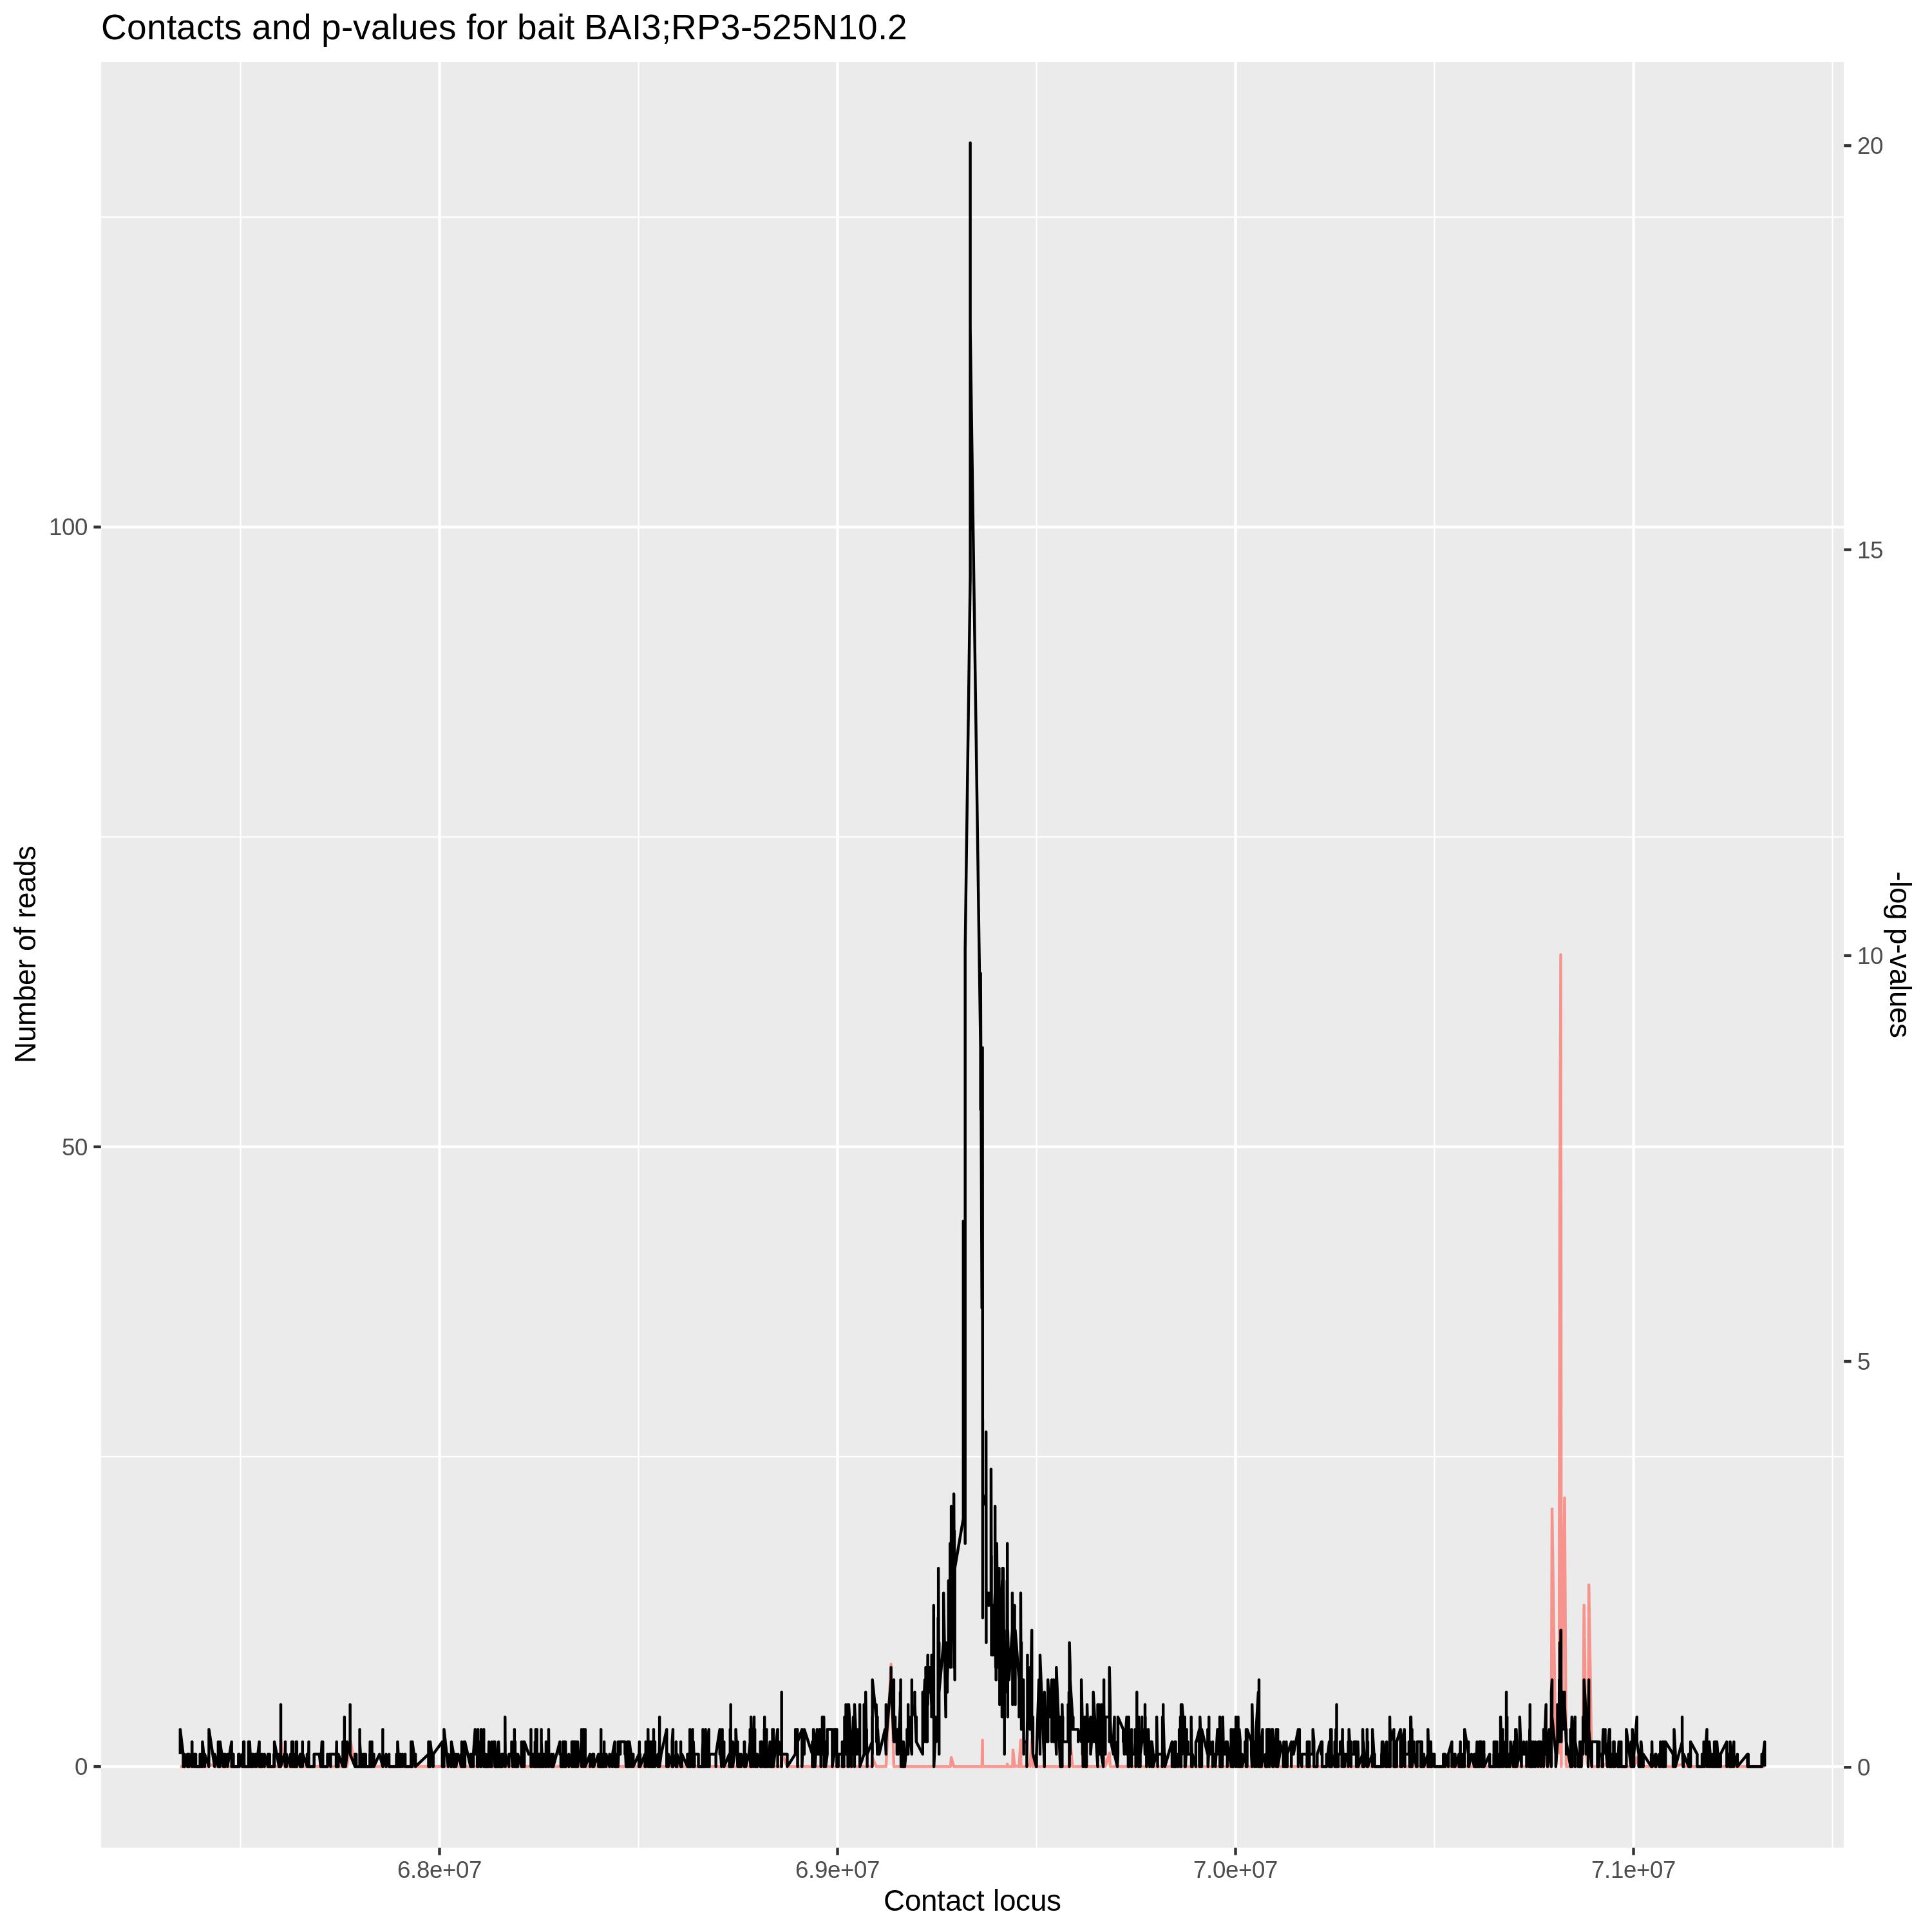 Contacts and p-values for bait BAI3;RP3-525N10.2
20
100
15
Number of reads
-log p-values
10
50
5
0
0
6.8e+07
6.9e+07
7.0e+07
7.1e+07
Contact locus